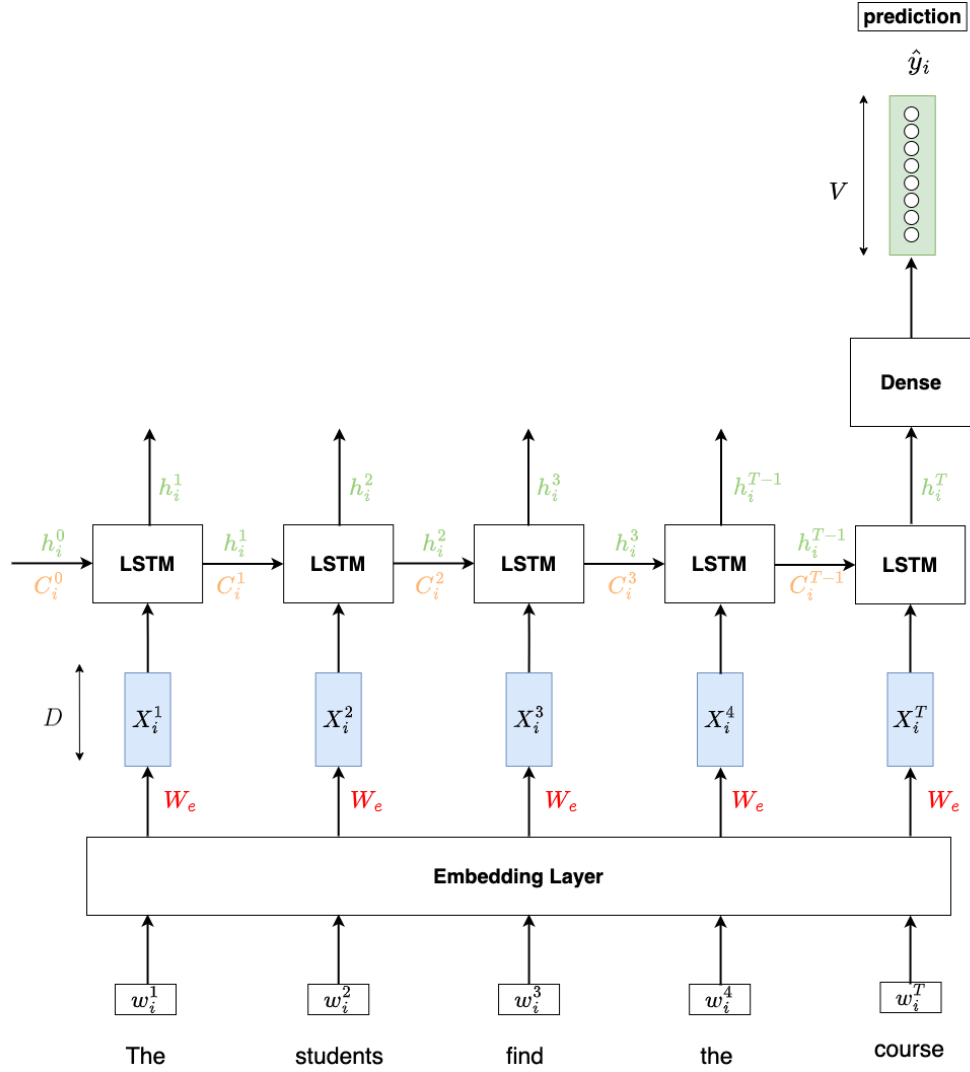 prediction
ŷ_i
V
Dense
h_i^1 h_i^2 h_i^3 h_i^{T-1} h_i^T
h_i^0 h_i^1 h_i^2 h_i^3 h_i^{T-1}
LSTM LSTM LSTM LSTM LSTM
C_i^0 C_i^1 C_i^2 C_i^3 C_i^{T-1}
D X_i^1 X_i^2 X_i^3 X_i^4 X_i^T
W_e W_e W_e W_e W_e
Embedding Layer
w_i^1 w_i^2 w_i^3 w_i^4 w_i^T
The students find the course